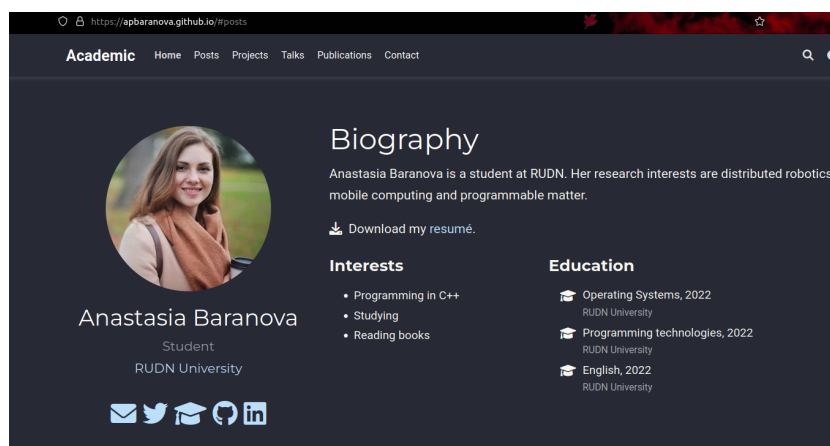 https://apbaranova.github.io/#posts
Academic Home Posts Projects Talks Publications Contact
Biography
Anastasia Baranova is a student at RUDN. Her research interests are distributed robotics
mobile computing and programmable matter.
Download my resumé.
Interests
Programming in C++
Studying
Reading books
Education
Operating Systems, 2022
RUDN University
Programming technologies, 2022
RUDN University
English, 2022
RUDN University
Anastasia Baranova
Student
RUDN University